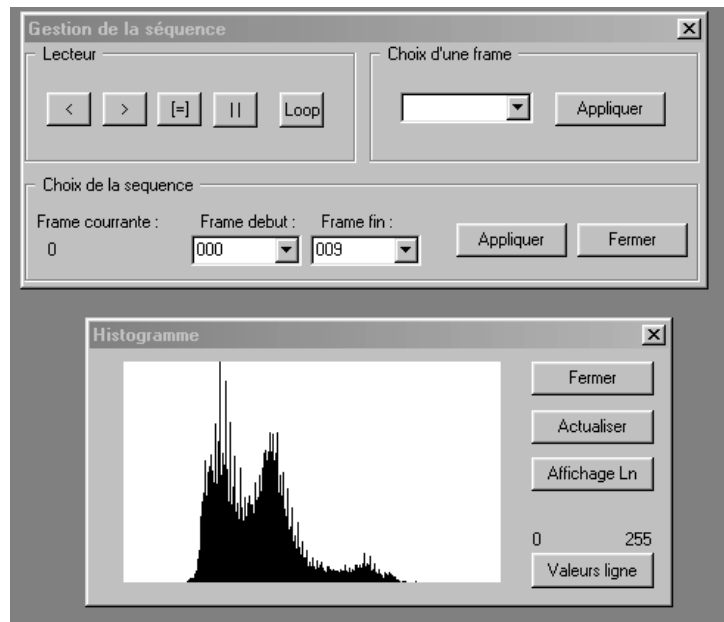 Gestion de la séquence
Lecteur
Choix d'une frame
< > [=] || Loop
Appliquer
Choix de la sequence
Frame courrante : Frame debut : Frame fin :
0 000 009 Appliquer Fermer
Histogramme
Fermer
Actualiser
Affichage Ln
0 255
Valeurs ligne